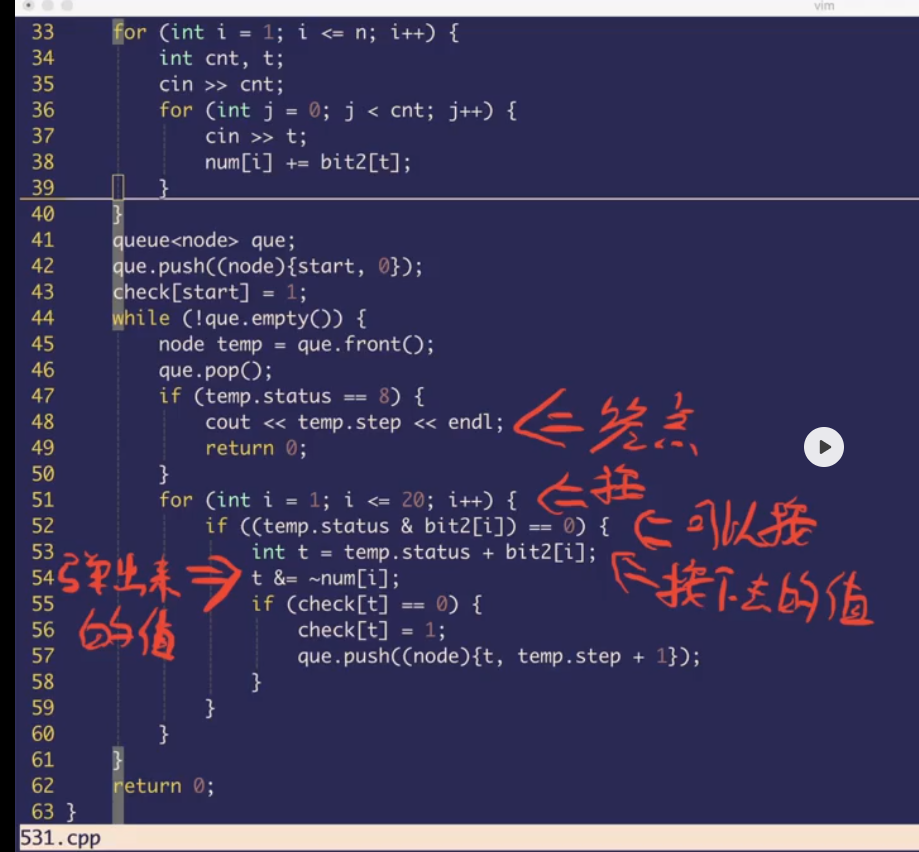 vim
33 for (int i = 1; i <= n; i++) {
34 int cnt, t;
35 cin >> cnt;
36 for (int j = 0; j < cnt; j++) {
37 cin >> t;
38 num[i] += bit2[t];
39 }
40 }
41 queue<node> que;
42 que.push((node){start, 0});
43 check[start] = 1;
44 while (!que.empty()) {
45 node temp = que.front();
46 que.pop();
47 if (temp.status == 8) {
48 cout << temp.step << endl; 终点
49 return 0;
50 }
51 for (int i = 1; i <= 20; i++) { 按
52 if ((temp.status & bit2[i]) == 0) { 可以按
53 int t = temp.status + bit2[i]; 按下去的值
弹出来
54 t &= ~num[i];
55 if (check[t] == 0) {
的值
56 check[t] = 1;
57 que.push((node){t, temp.step + 1});
58 }
59 }
60 }
61 }
62 return 0;
63 }
531.cpp